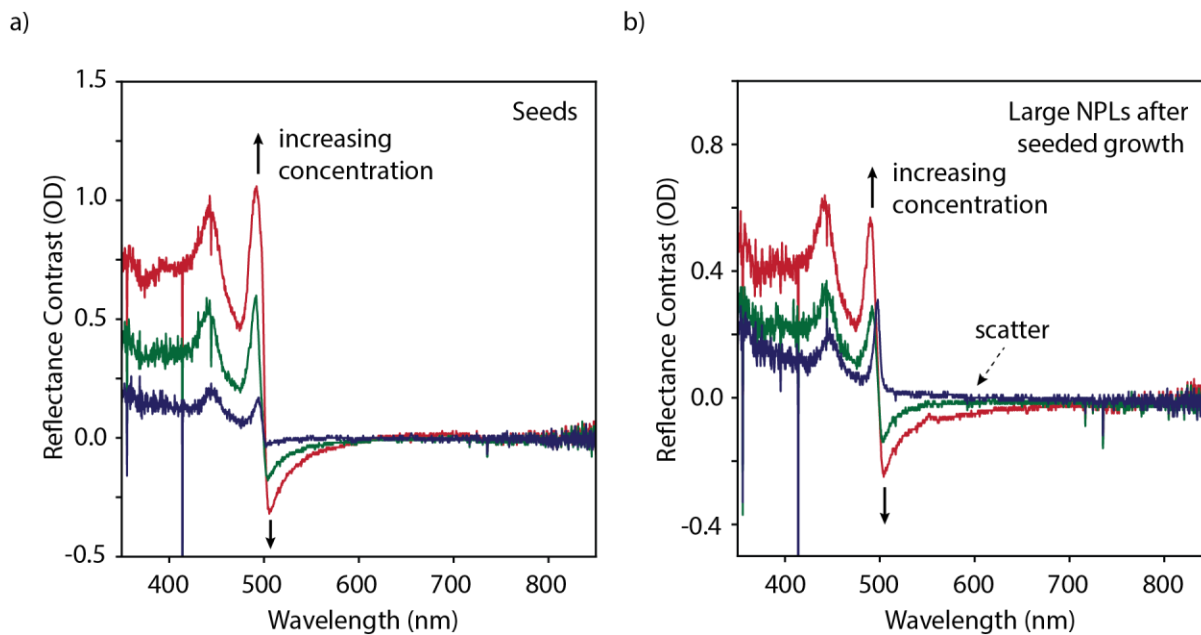 a)
Reflectance Contrast (OD)
1.5
1.0
0.5
0.0
-0.5
Seeds
increasing
concentration
400
500
600
700
800
Wavelength (nm)
b)
Reflectance Contrast (OD)
0.8
0.4
0.0
-0.4
Large NPLs after
seeded growth
increasing
concentration
scatter
400
500
600
700
800
Wavelength (nm)